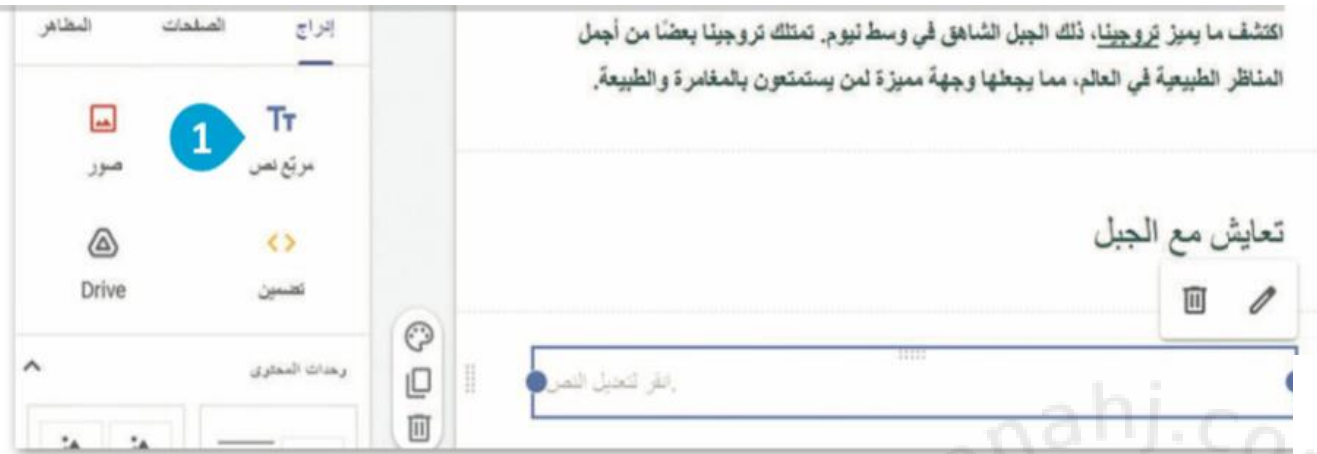 إدراج
الصفحات
المظاهر
1
مربّع نص
صور
تضمين
Drive
وحدات المحتوى
اكتشف ما يميز تروجينا، ذلك الجبل الشاهق في وسط نيوم. تمتلك تروجينا بعضًا من أجمل
المناظر الطبيعية في العالم، مما يجعلها وجهة مميزة لمن يستمتعون بالمغامرة والطبيعة.
تعايش مع الجبل
انقر لتعديل النص.